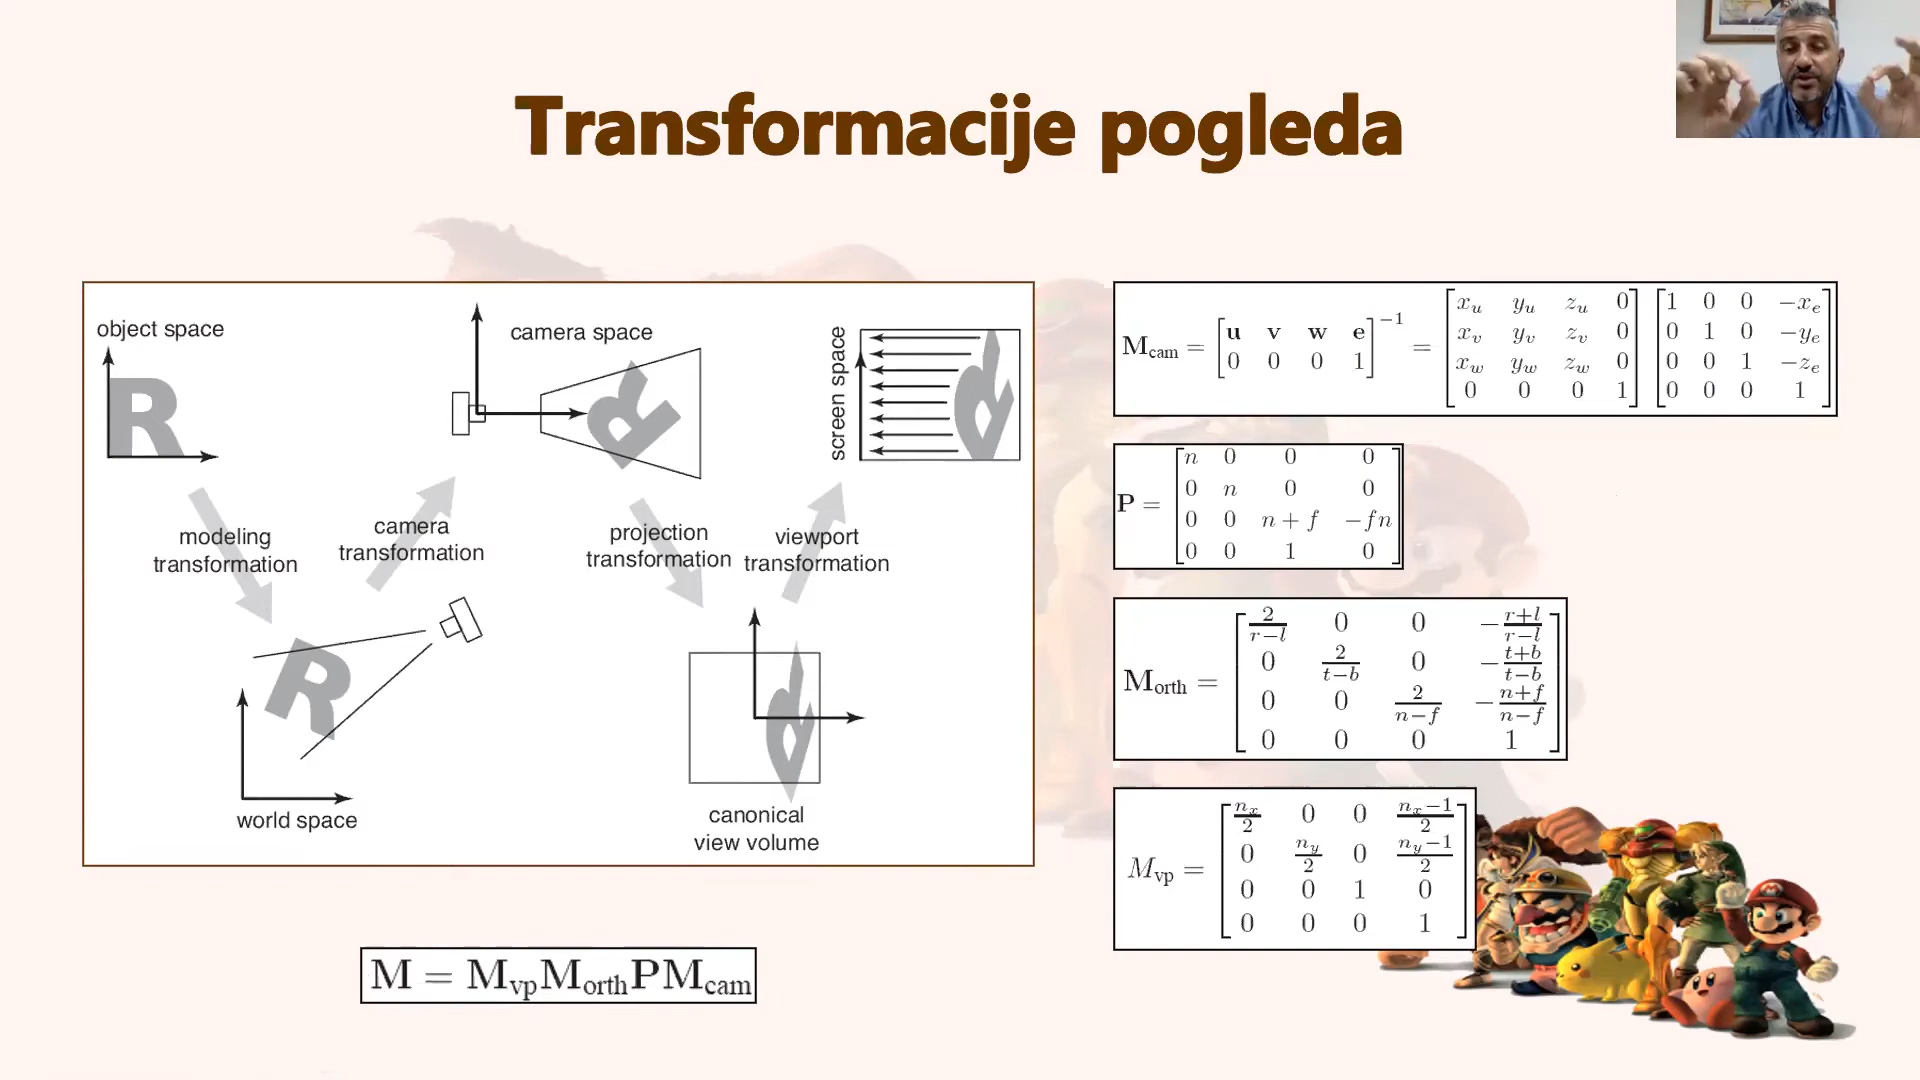 Transformacije pogleda
object space
camera space
screen space
modeling
transformation
camera
transformation
projection
transformation
viewport
transformation
world space
canonical
view volume
M = M_vp M_orth P M_cam
M_cam = [u v w e; 0 0 0 1]^−1 = [x_u y_u z_u 0; x_v y_v z_v 0; x_w y_w z_w 0; 0 0 0 1] [1 0 0 −x_e; 0 1 0 −y_e; 0 0 1 −z_e; 0 0 0 1]
P = [n 0 0 0; 0 n 0 0; 0 0 n + f −fn; 0 0 1 0]
M_orth = [2/(r−l) 0 0 −(r+l)/(r−l); 0 2/(t−b) 0 −(t+b)/(t−b); 0 0 2/(n−f) −(n+f)/(n−f); 0 0 0 1]
M_vp = [n_x/2 0 0 (n_x−1)/2; 0 n_y/2 0 (n_y−1)/2; 0 0 1 0; 0 0 0 1]